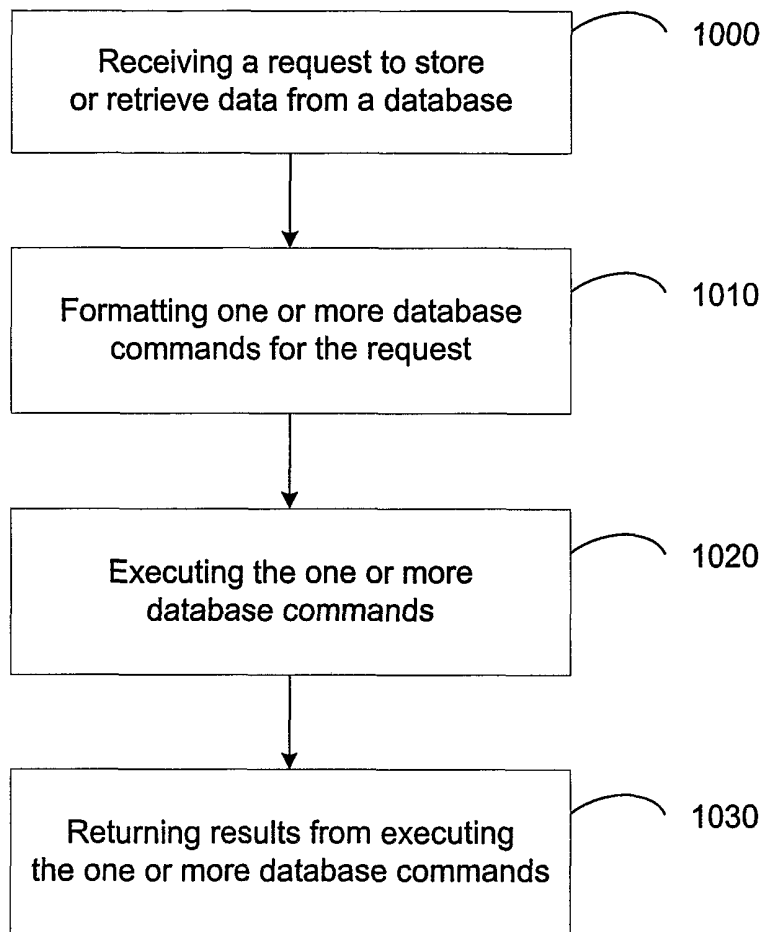 1000
Receiving a request to store
or retrieve data from a database
1010
Formatting one or more database
commands for the request
1020
Executing the one or more
database commands
1030
Returning results from executing
the one or more database commands